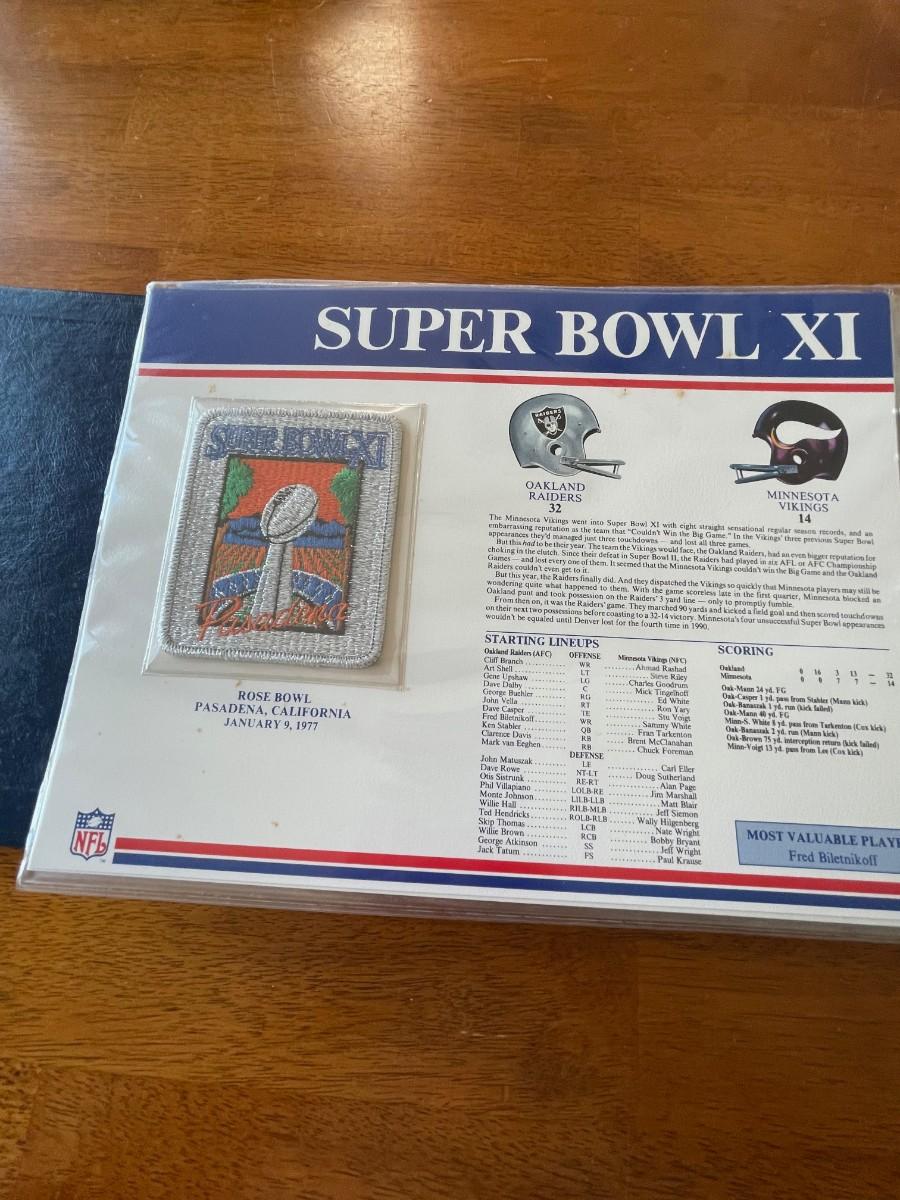 SUPER BOWL XI
SUPER BOWL XI
Pasadena
ROSE BOWL
PASADENA, CALIFORNIA
JANUARY 9, 1977
RAIDERS
OAKLAND
RAIDERS
32
MINNESOTA
VIKINGS
14
The Minnesota Vikings went into Super Bowl XI with eight straight sensational regular season records, and an
embarrassing reputation as the team that "Couldn't Win the Big Game." In the Vikings' three previous Super Bowl
appearances they'd managed just three touchdowns — and lost all three games.
But this had to be their year. The team the Vikings would face, the Oakland Raiders, had an even bigger reputation for
choking in the clutch. Since their defeat in Super Bowl II, the Raiders had played in six AFL or AFC Championship
Games — and lost every one of them. It seemed that the Minnesota Vikings couldn't win the Big Game and the Oakland
Raiders couldn't even get to it.
But this year, the Raiders finally did. And they dispatched the Vikings so quickly that Minnesota players may still be
wondering quite what happened to them. With the game scoreless late in the first quarter, Minnesota blocked an
Oakland punt and took possession on the Raiders' 3 yard line — only to promptly fumble.
From then on, it was the Raiders' game. They marched 90 yards and kicked a field goal and then scored touchdowns
on their next two possessions before coasting to a 32-14 victory. Minnesota's four unsuccessful Super Bowl appearances
wouldn't be equaled until Denver lost for the fourth time in 1990.
STARTING LINEUPS
Oakland Raiders (AFC) OFFENSE Minnesota Vikings (NFC)
Cliff Branch WR Ahmad Rashad
Art Shell LT Steve Riley
Gene Upshaw LG Charles Goodrum
Dave Dalby C Mick Tingelhoff
George Buehler RG Ed White
John Vella RT Ron Yary
Dave Casper TE Stu Voigt
Fred Biletnikoff WR Sammy White
Ken Stabler QB Fran Tarkenton
Clarence Davis RB Brent McClanahan
Mark van Eeghen RB Chuck Foreman
DEFENSE
John Matuszak LE Carl Eller
Dave Rowe NT-LT Doug Sutherland
Otis Sistrunk RE-RT Alan Page
Phil Villapiano LOLB-RE Jim Marshall
Monte Johnson LILB-LLB Matt Blair
Willie Hall RILB-MLB Jeff Siemon
Ted Hendricks ROLB-RLB Wally Hilgenberg
Skip Thomas LCB Nate Wright
Willie Brown RCB Bobby Bryant
George Atkinson SS Jeff Wright
Jack Tatum FS Paul Krause
SCORING
Oakland 0 16 3 13 — 32
Minnesota 0 0 7 7 — 14
Oak-Mann 24 yd. FG
Oak-Casper 1 yd. pass from Stabler (Mann kick)
Oak-Banaszak 1 yd. run (kick failed)
Oak-Mann 40 yd. FG
Minn-S. White 8 yd. pass from Tarkenton (Cox kick)
Oak-Banaszak 2 yd. run (Mann kick)
Oak-Brown 75 yd. interception return (kick failed)
Minn-Voigt 13 yd. pass from Lee (Cox kick)
MOST VALUABLE PLAYE
Fred Biletnikoff
NFL
TM